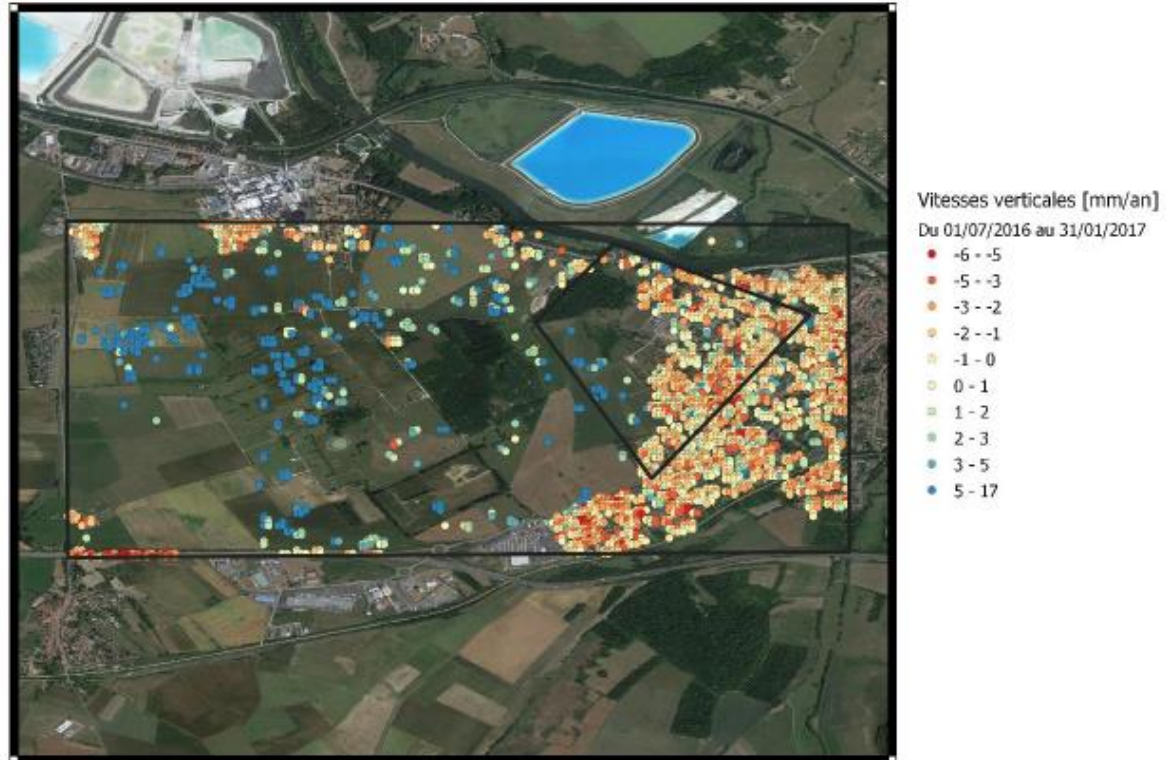 Vitesses verticales [mm/an]
Du 01/07/2016 au 31/01/2017
-6 - -5
-5 - -3
-3 - -2
-2 - -1
-1 - 0
0 - 1
1 - 2
2 - 3
3 - 5
5 - 17